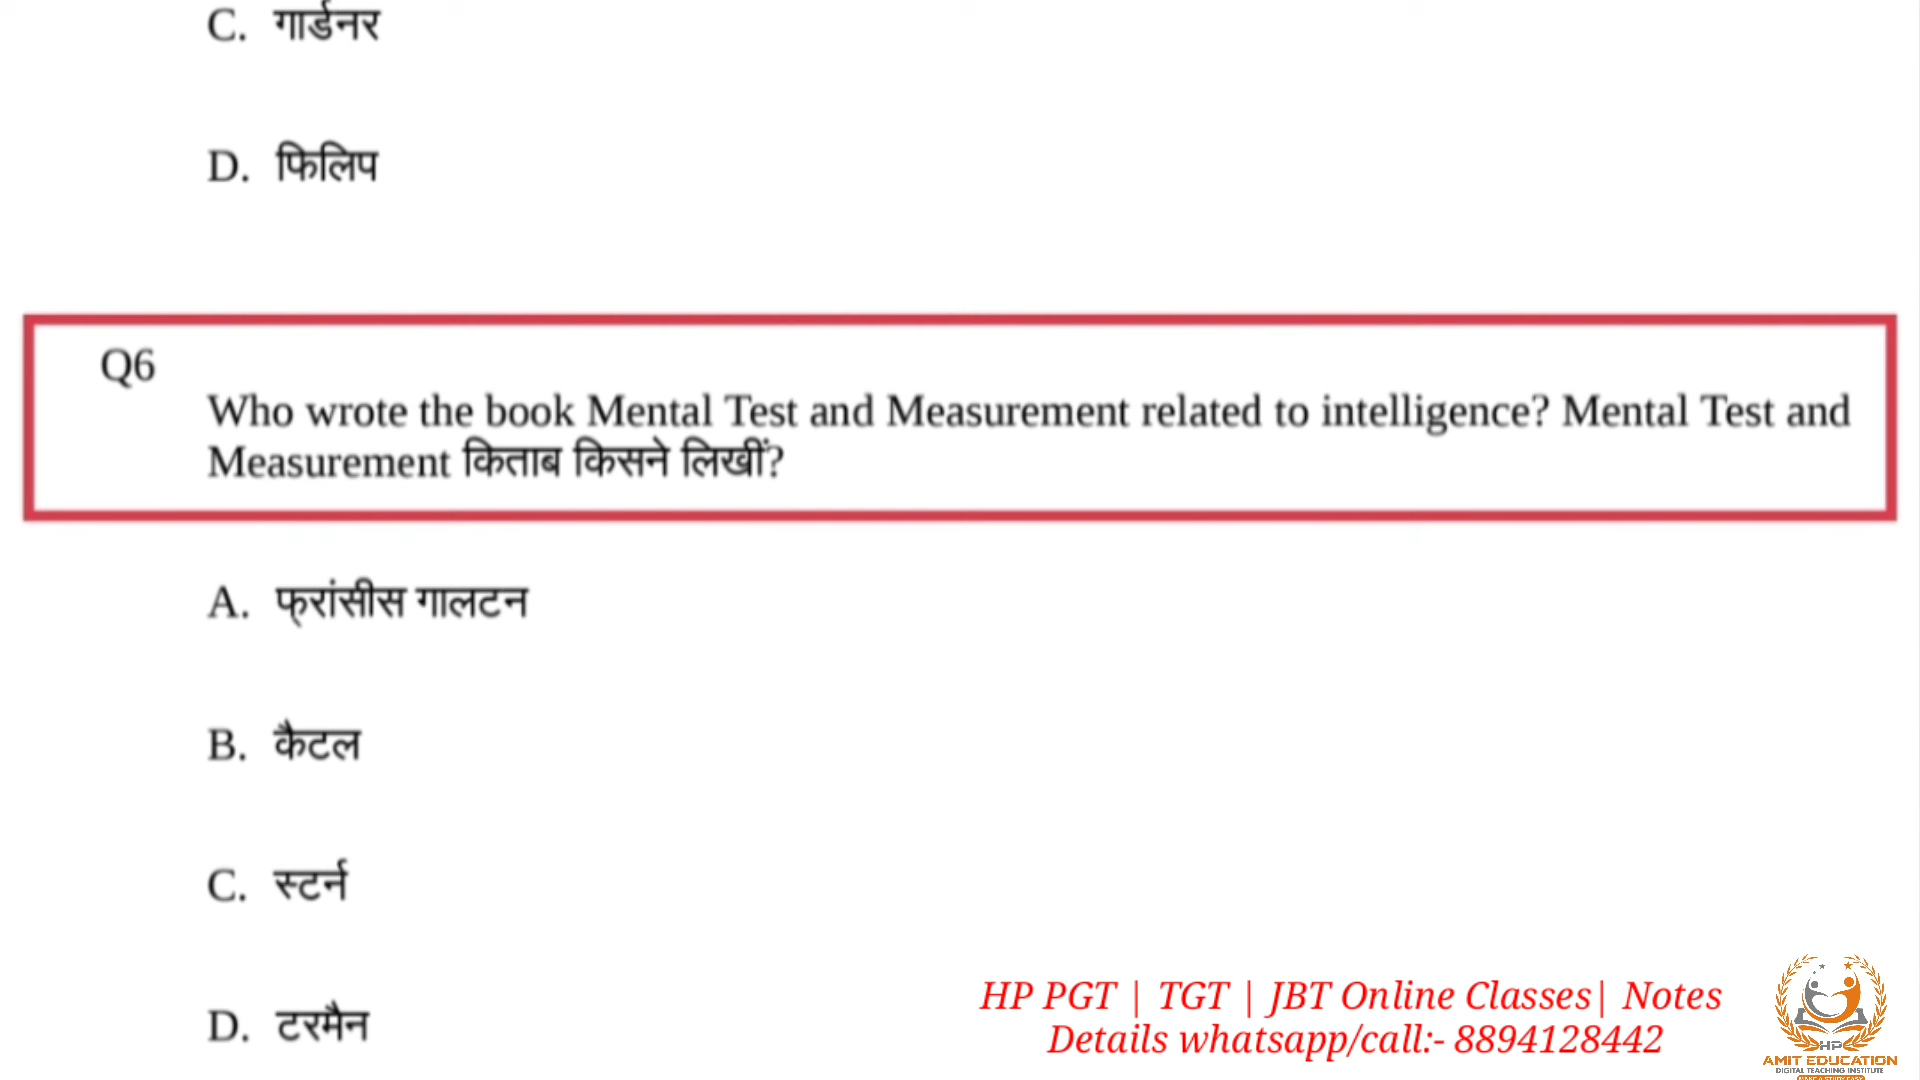 C. गार्डनर
D. फिलिप
Q6
Who wrote the book Mental Test and Measurement related to intelligence? Mental Test and
Measurement किताब किसने लिखीं?
A. फ्रांसीस गालटन
B. कैटल
C. स्टर्न
D. टरमैन
HP PGT | TGT | JBT Online Classes| Notes
Details whatsapp/call:- 8894128442
HP
AMIT EDUCATION
DIGITAL TEACHING INSTITUTE